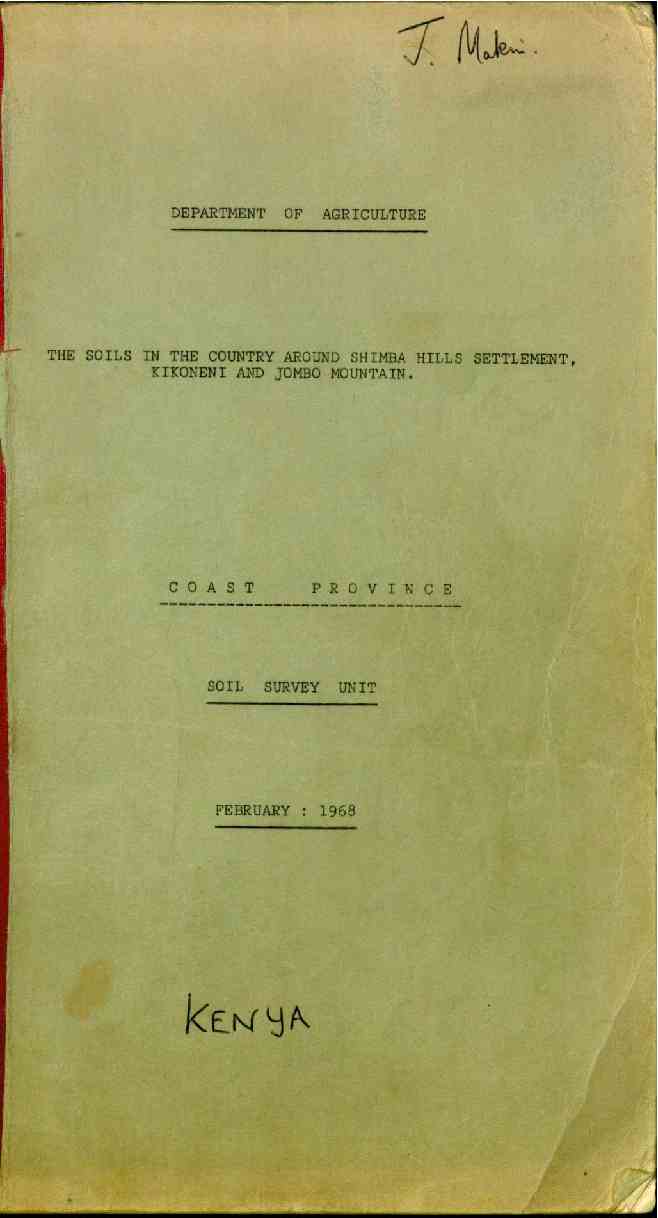 J.
DEPARTMENT OF AGRICULTURE
THE SOILS IN THE COUNTRY AROUND SHIMBA HILLS SETTLEMENT,
KIKONENI AND JOMBO MOUNTAIN.
COAST PROVINCE
SOIL SURVEY UNIT
FEBRUARY : 1968
KENYA